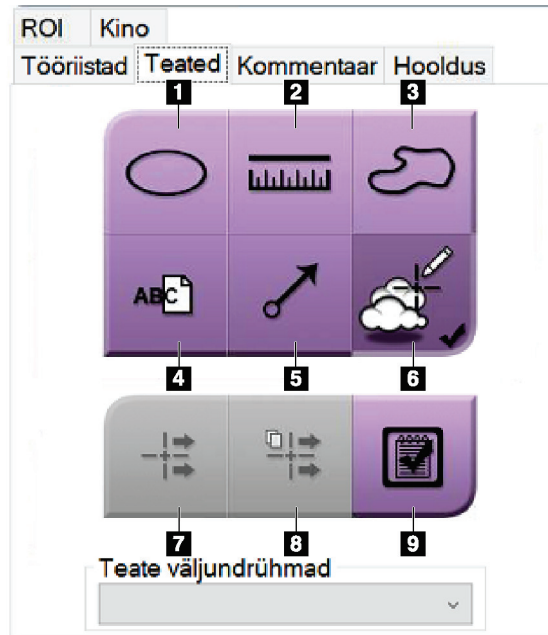 ROI Kino
Tööriistad Teated Kommentaar Hooldus
1 2 3
ABC
4 5 6
7 8 9
Teate väljundrühmad